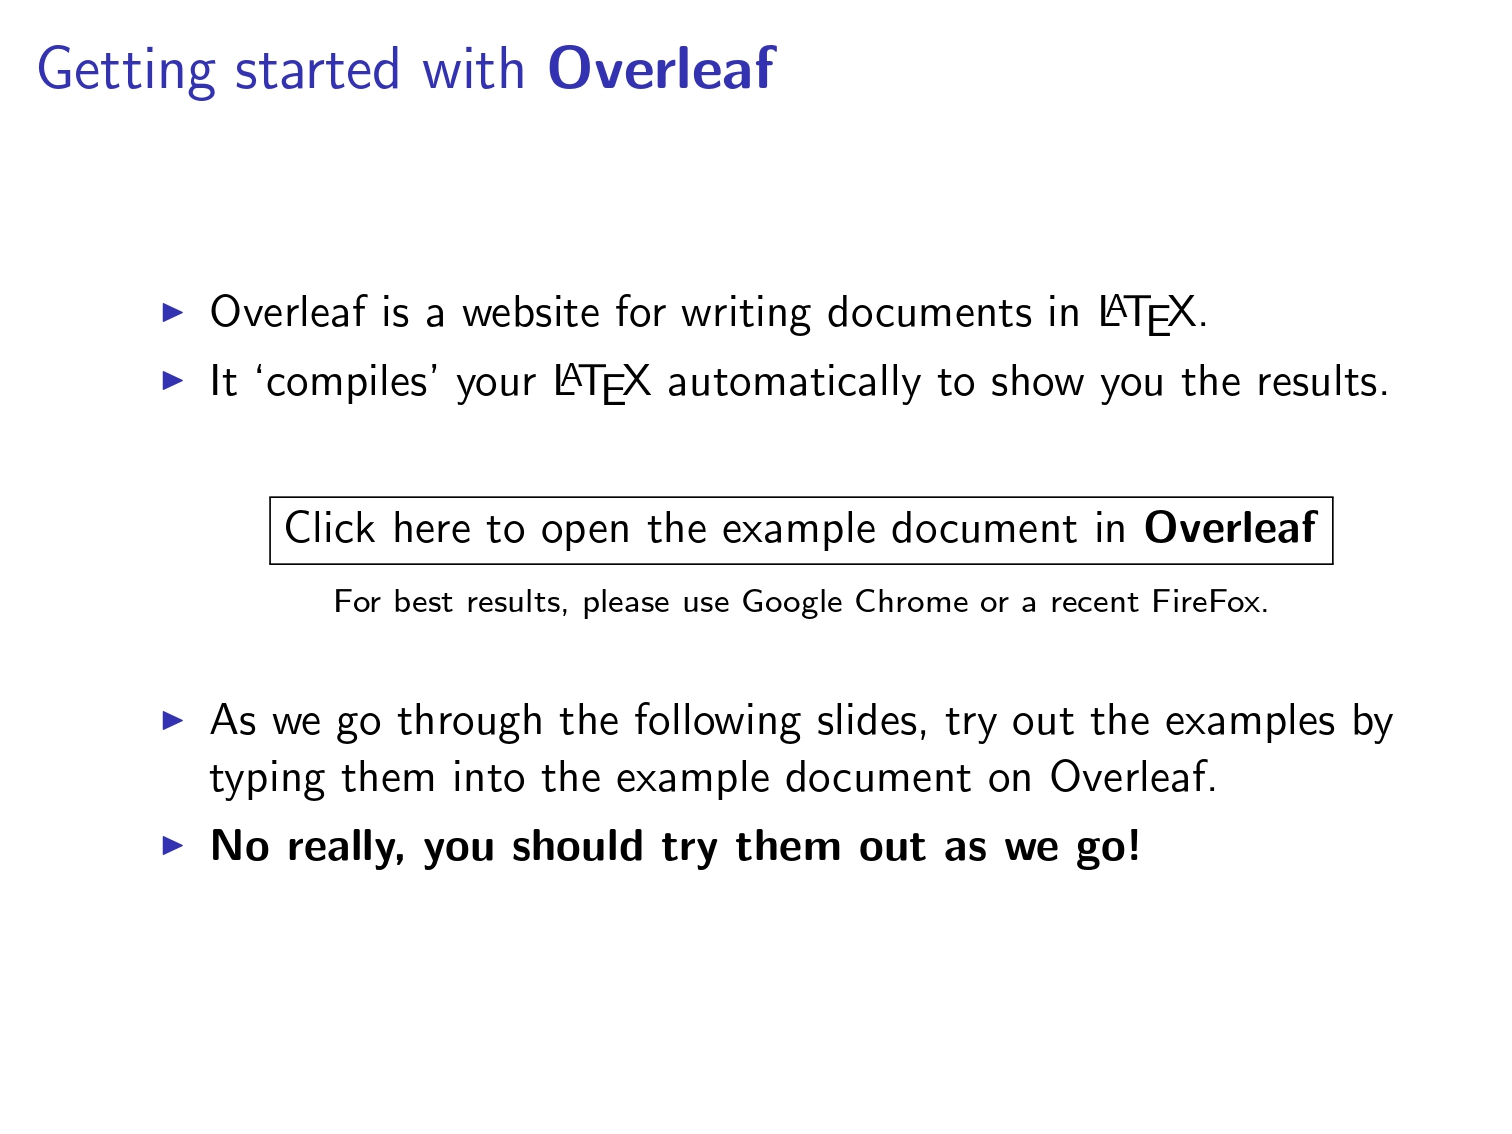 Getting started with Overleaf
▶ Overleaf is a website for writing documents in LATEX.
▶ It ‘compiles’ your LATEX automatically to show you the results.
Click here to open the example document in Overleaf
For best results, please use Google Chrome or a recent FireFox.
▶ As we go through the following slides, try out the examples by
typing them into the example document on Overleaf.
▶ No really, you should try them out as we go!